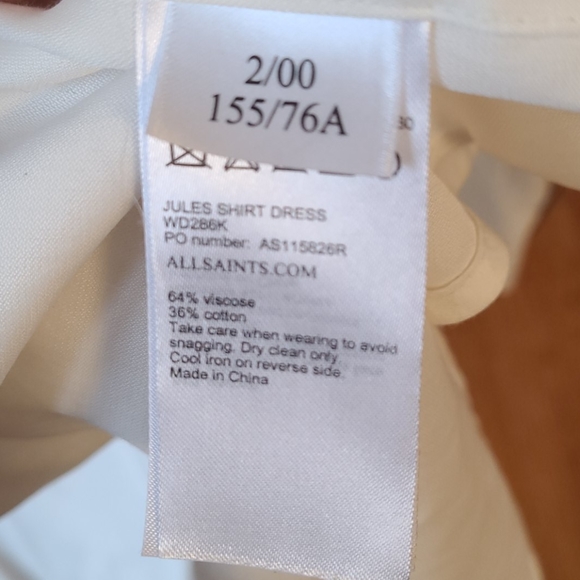 2/00
155/76A
30
JULES SHIRT DRESS
WD286K
PO number: AS115826R
ALLSAINTS.COM
64% viscose
36% cotton
Take care when wearing to avoid
snagging. Dry clean only.
Cool iron on reverse side.
Made in China